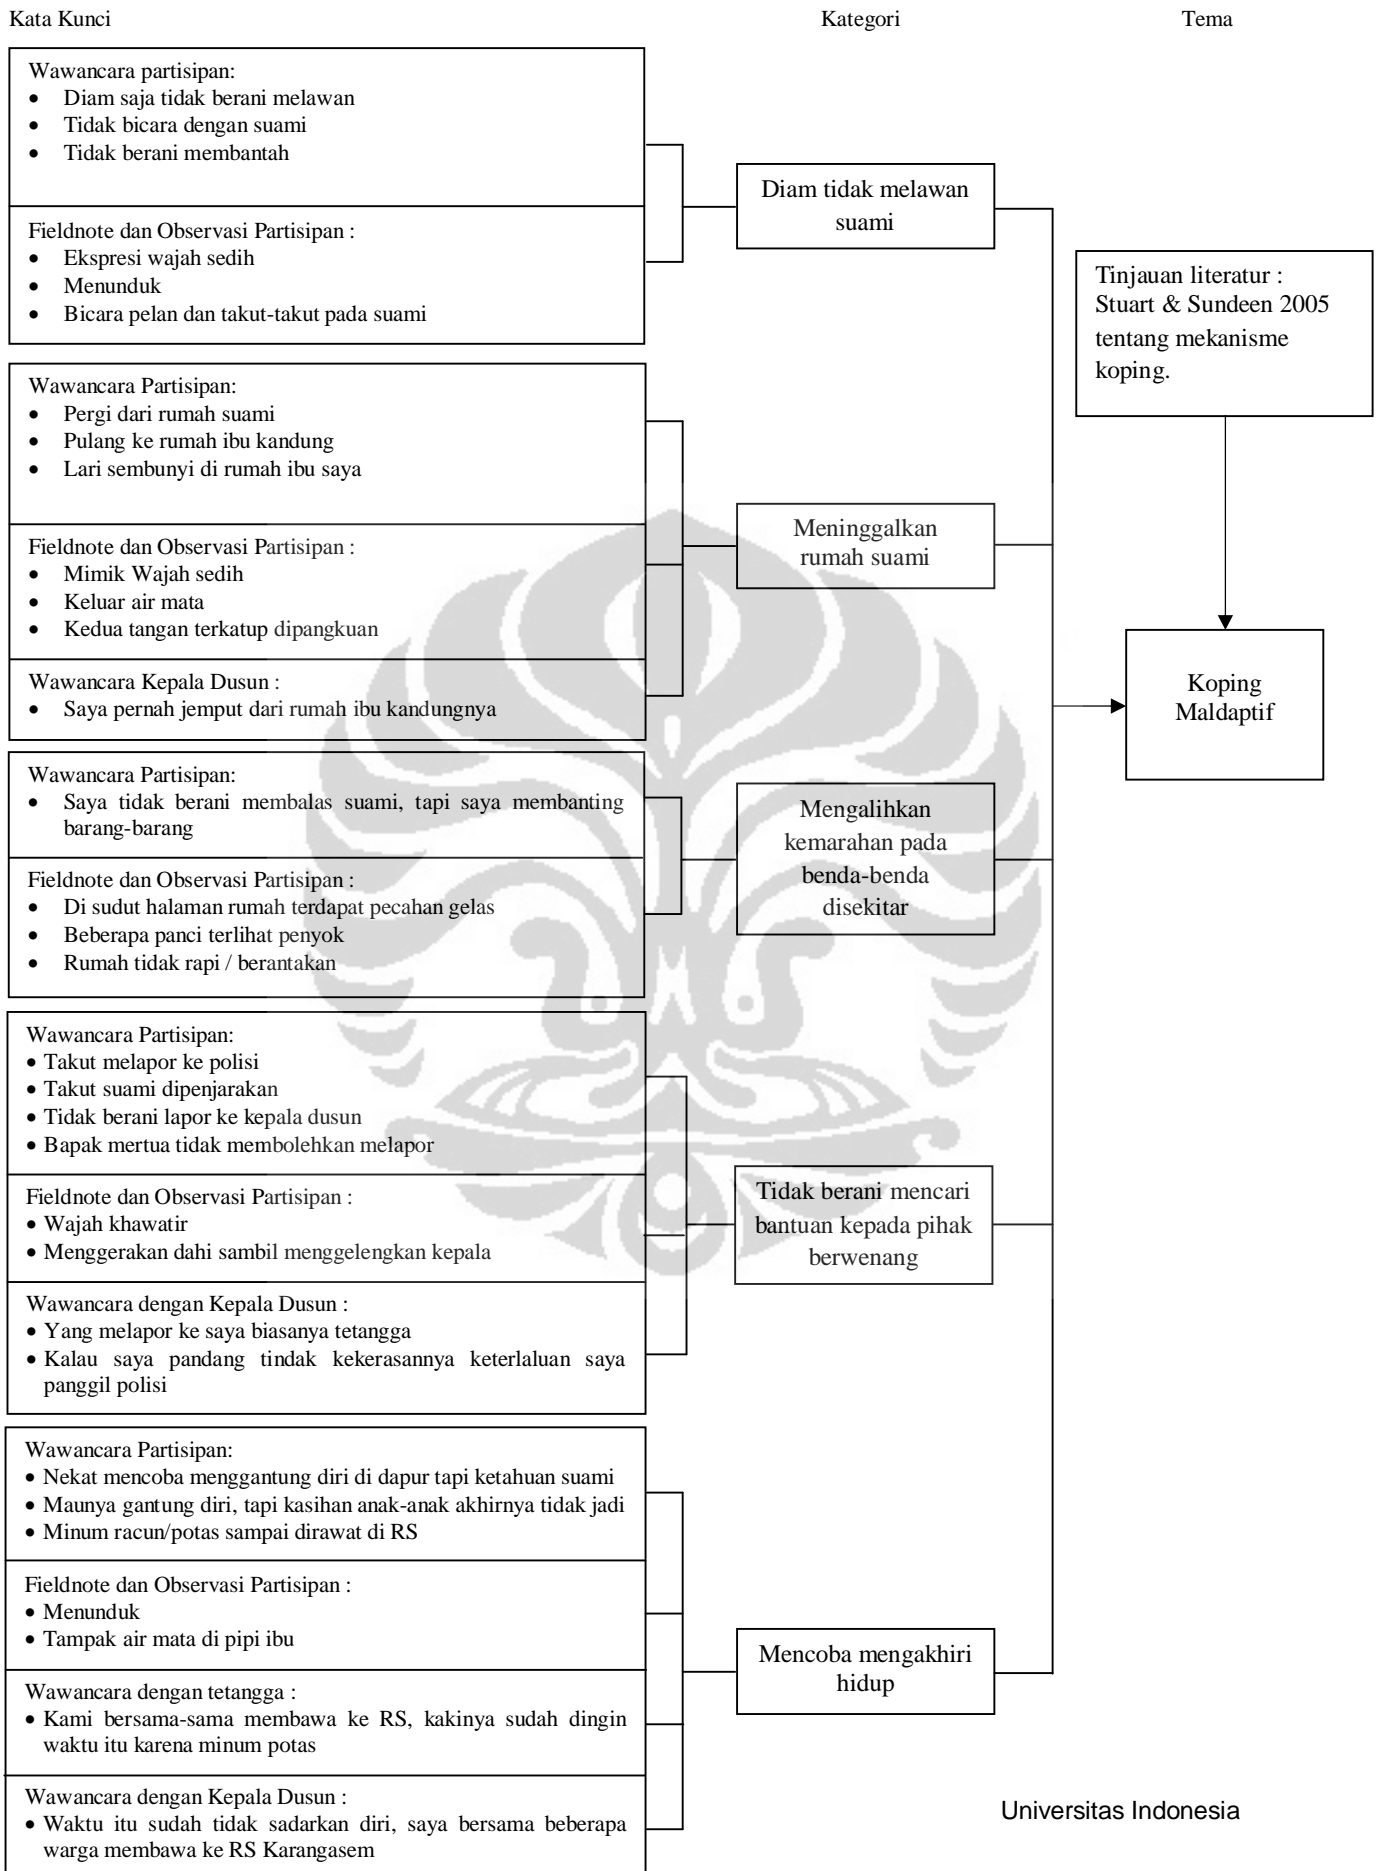 Kata Kunci
Kategori
Tema
Wawancara partisipan:
• Diam saja tidak berani melawan
• Tidak bicara dengan suami
• Tidak berani membantah
Fieldnote dan Observasi Partisipan :
• Ekspresi wajah sedih
• Menunduk
• Bicara pelan dan takut-takut pada suami
Diam tidak melawan
suami
Tinjauan literatur :
Stuart & Sundeen 2005
tentang mekanisme
koping.
Wawancara Partisipan:
• Pergi dari rumah suami
• Pulang ke rumah ibu kandung
• Lari sembunyi di rumah ibu saya
Fieldnote dan Observasi Partisipan :
• Mimik Wajah sedih
• Keluar air mata
• Kedua tangan terkatup dipangkuan
Wawancara Kepala Dusun :
• Saya pernah jemput dari rumah ibu kandungnya
Meninggalkan
rumah suami
Koping
Maldaptif
Wawancara Partisipan:
• Saya tidak berani membalas suami, tapi saya membanting
barang-barang
Fieldnote dan Observasi Partisipan :
• Di sudut halaman rumah terdapat pecahan gelas
• Beberapa panci terlihat penyok
• Rumah tidak rapi / berantakan
Mengalihkan
kemarahan pada
benda-benda
disekitar
Wawancara Partisipan:
• Takut melapor ke polisi
• Takut suami dipenjarakan
• Tidak berani lapor ke kepala dusun
• Bapak mertua tidak membolehkan melapor
Fieldnote dan Observasi Partisipan :
• Wajah khawatir
• Menggerakan dahi sambil menggelengkan kepala
Wawancara dengan Kepala Dusun :
• Yang melapor ke saya biasanya tetangga
• Kalau saya pandang tindak kekerasannya keterlaluan saya
panggil polisi
Tidak berani mencari
bantuan kepada pihak
berwenang
Wawancara Partisipan:
• Nekat mencoba menggantung diri di dapur tapi ketahuan suami
• Maunya gantung diri, tapi kasihan anak-anak akhirnya tidak jadi
• Minum racun/potas sampai dirawat di RS
Fieldnote dan Observasi Partisipan :
• Menunduk
• Tampak air mata di pipi ibu
Wawancara dengan tetangga :
• Kami bersama-sama membawa ke RS, kakinya sudah dingin
waktu itu karena minum potas
Wawancara dengan Kepala Dusun :
• Waktu itu sudah tidak sadarkan diri, saya bersama beberapa
warga membawa ke RS Karangasem
Mencoba mengakhiri
hidup
Universitas Indonesia